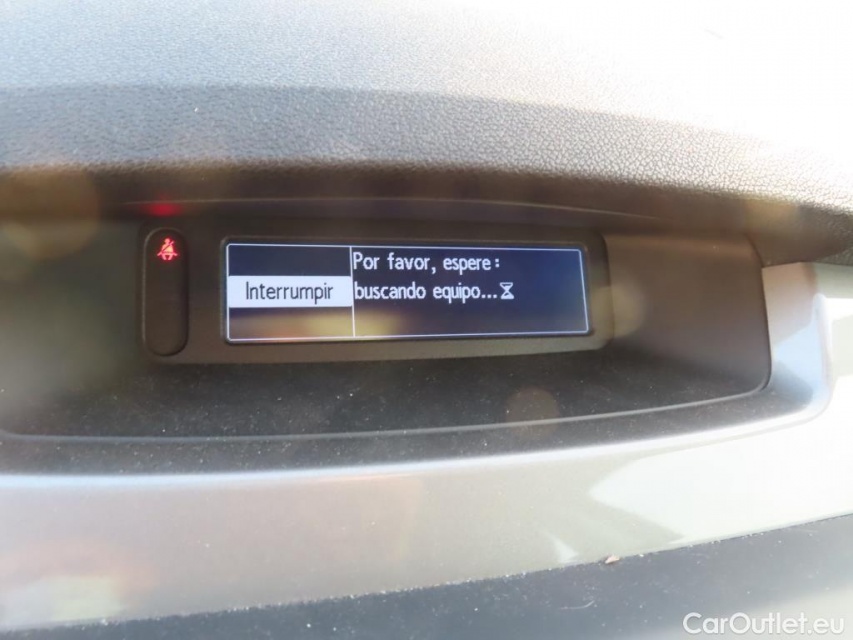 Por favor, espere:
Interrumpir
buscando equipo...
CarOutlet.eu